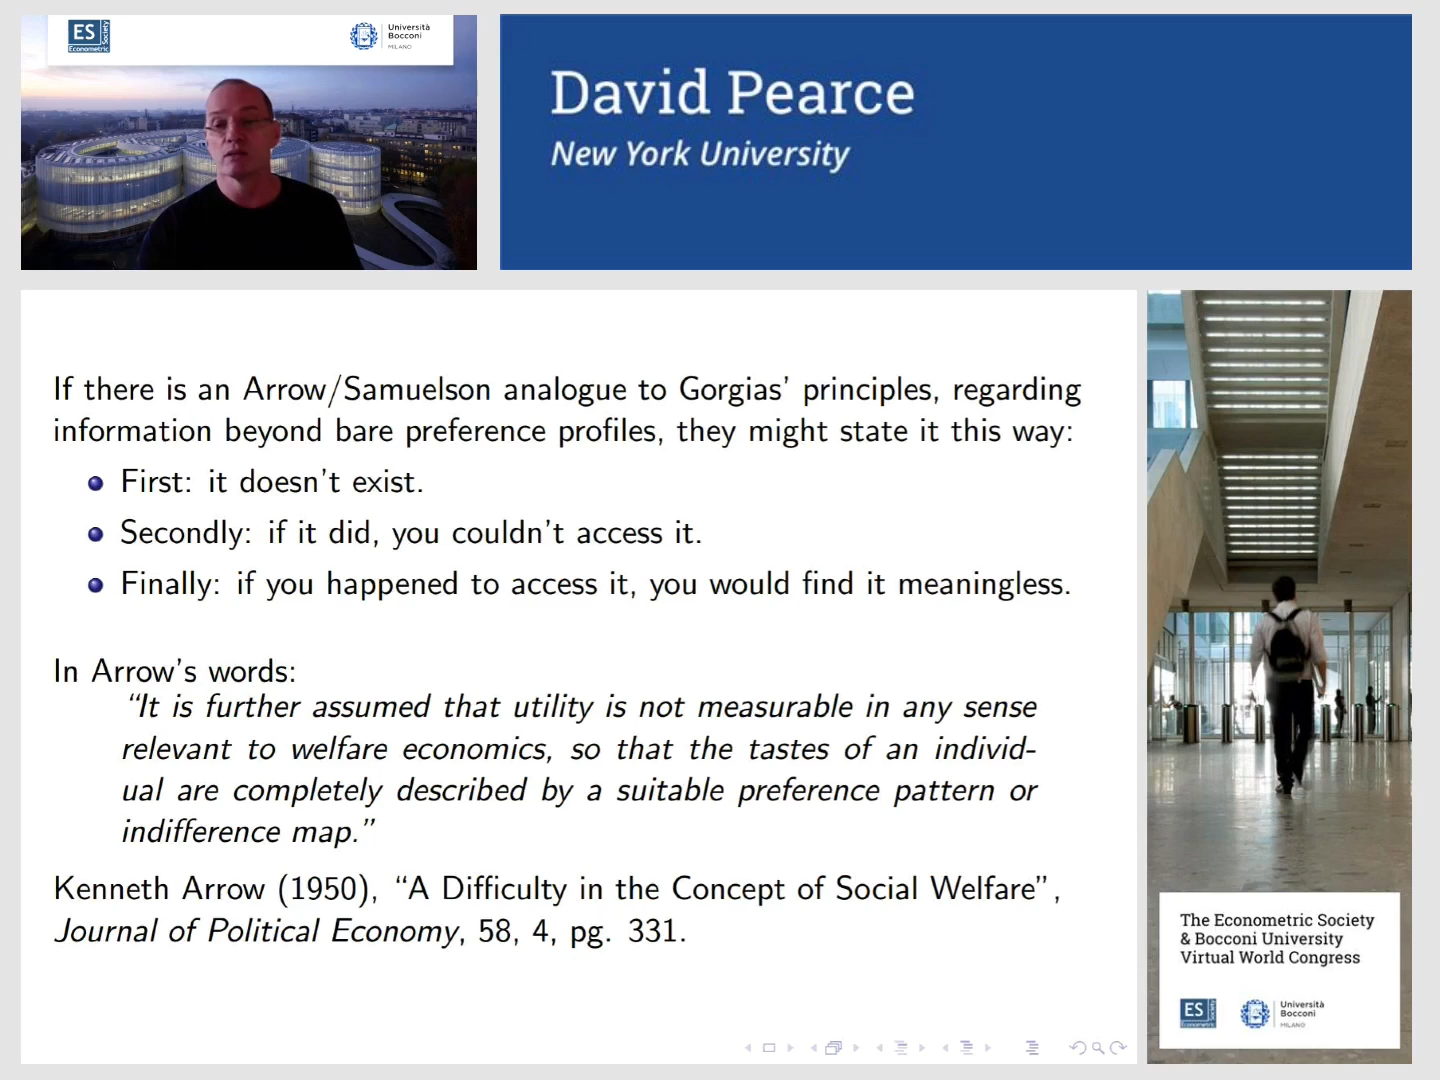 ES
Econometric
Society
Università
Bocconi
MILANO
David Pearce
New York University
If there is an Arrow/Samuelson analogue to Gorgias' principles, regarding
information beyond bare preference profiles, they might state it this way:
First: it doesn't exist.
Secondly: if it did, you couldn't access it.
Finally: if you happened to access it, you would find it meaningless.
In Arrow's words:
“It is further assumed that utility is not measurable in any sense
relevant to welfare economics, so that the tastes of an individ-
ual are completely described by a suitable preference pattern or
indifference map.”
Kenneth Arrow (1950), “A Difficulty in the Concept of Social Welfare”,
Journal of Political Economy, 58, 4, pg. 331.
The Econometric Society
& Bocconi University
Virtual World Congress
ES
Econometric
Society
Università
Bocconi
MILANO